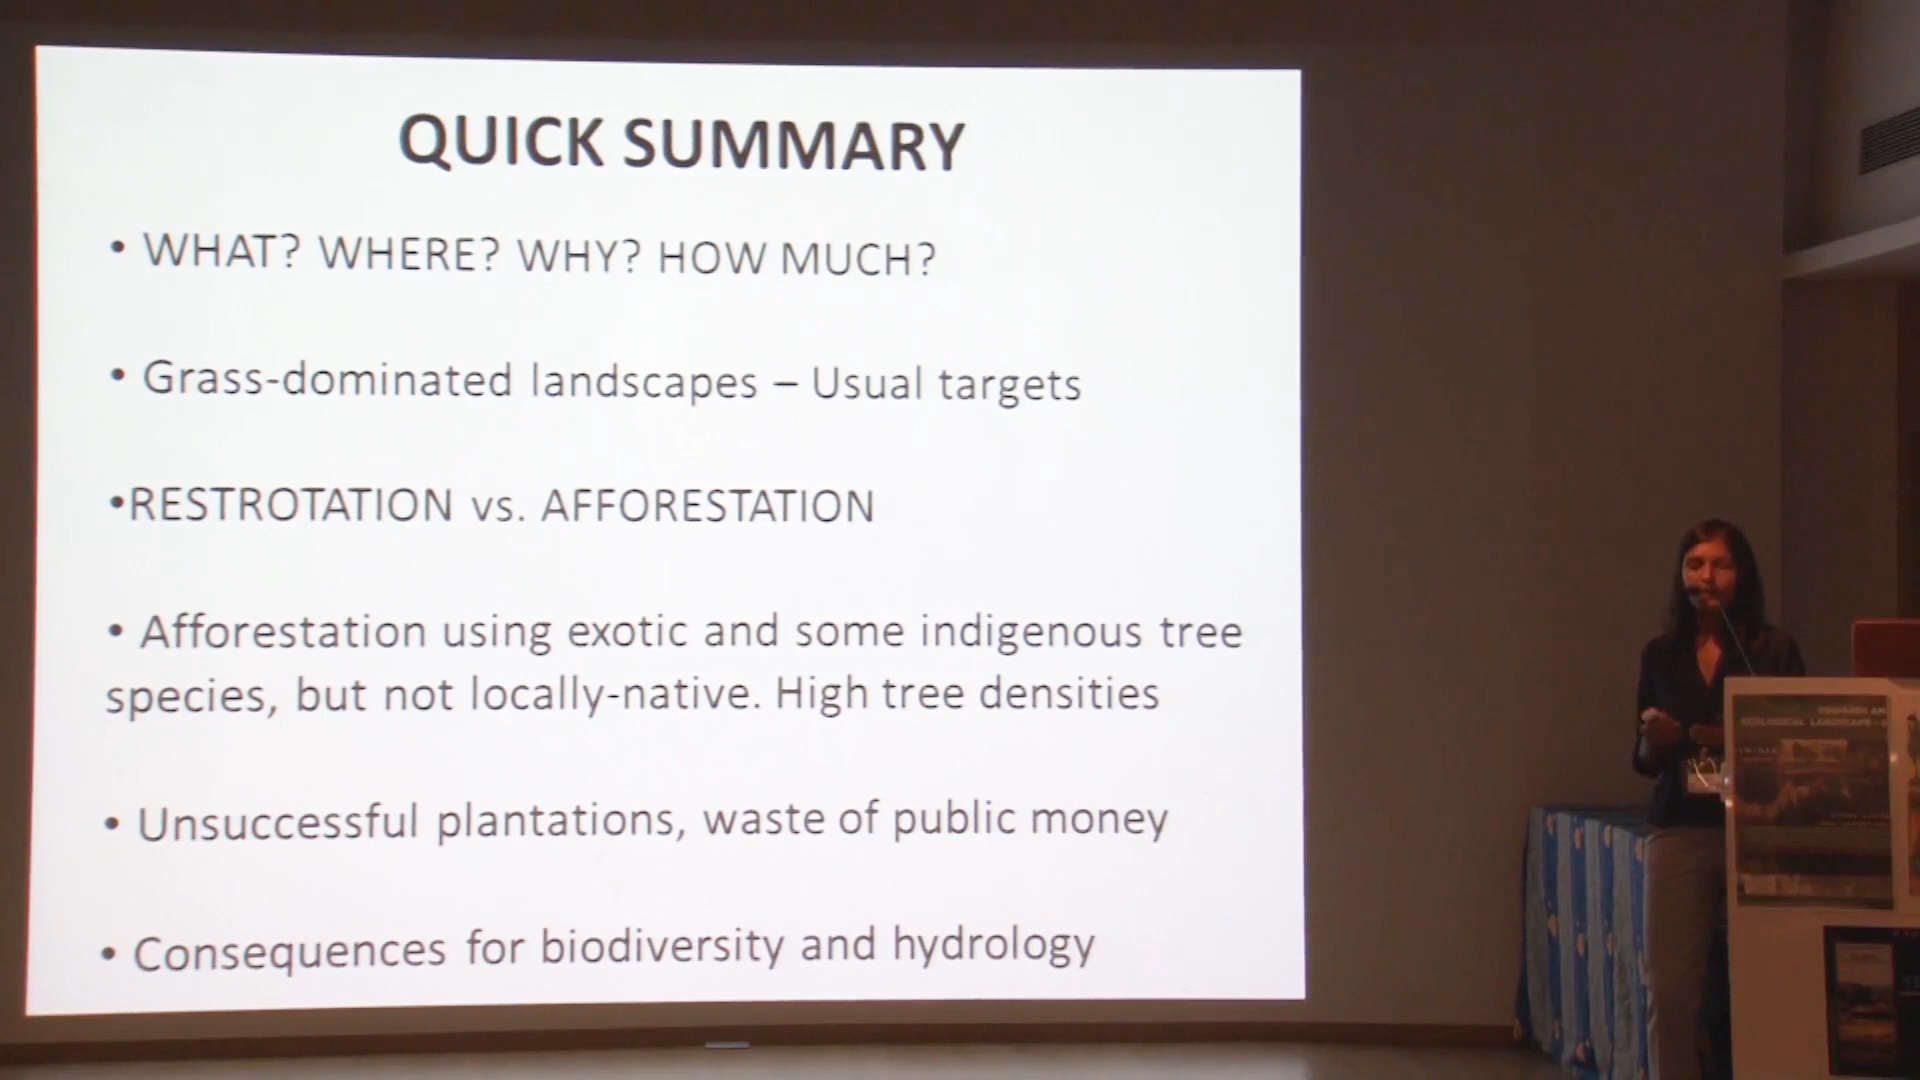 QUICK SUMMARY
• WHAT? WHERE? WHY? HOW MUCH?
• Grass-dominated landscapes – Usual targets
•RESTROTATION vs. AFFORESTATION
• Afforestation using exotic and some indigenous tree
species, but not locally-native. High tree densities
• Unsuccessful plantations, waste of public money
• Consequences for biodiversity and hydrology
ECOLOGICAL LANDSCAPE